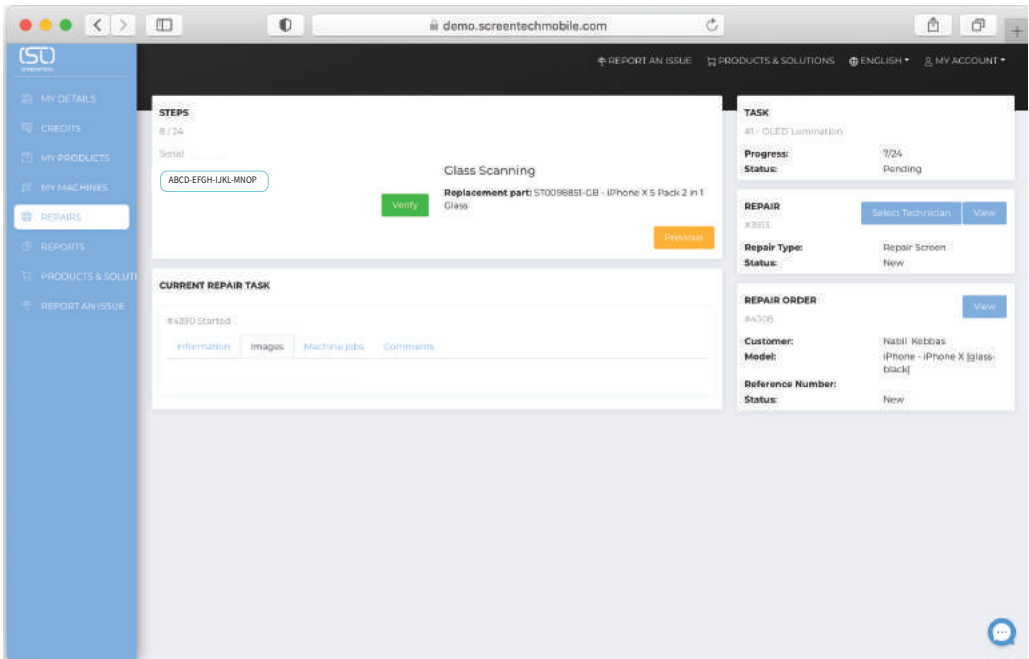 demo.screentechmobile.com
(ST)
REPORT AN ISSUE
PRODUCTS & SOLUTIONS
ENGLISH
MY ACCOUNT
MY DETAILS
CREDITS
MY PRODUCTS
MY MACHINES
REPAIRS
REPORTS
PRODUCTS & SOLUTI
REPORT AN ISSUE
STEPS
8 / 24
Serial
ABCD-EFGH-IJKL-MNOP
Verify
Glass Scanning
Replacement part: ST0098851-GB - iPhone X 5 Pack 2 in 1
Glass
Previous
CURRENT REPAIR TASK
#4390 Started
Information Images Machine jobs Comments
TASK
#1 - OLED Lamination
Progress: 7/24
Status: Pending
REPAIR
Select Technician View
#3913
Repair Type: Repair Screen
Status: New
REPAIR ORDER
View
#4306
Customer: Nabil Kebbas
Model: iPhone - iPhone X [glass-
black]
Reference Number:
Status: New